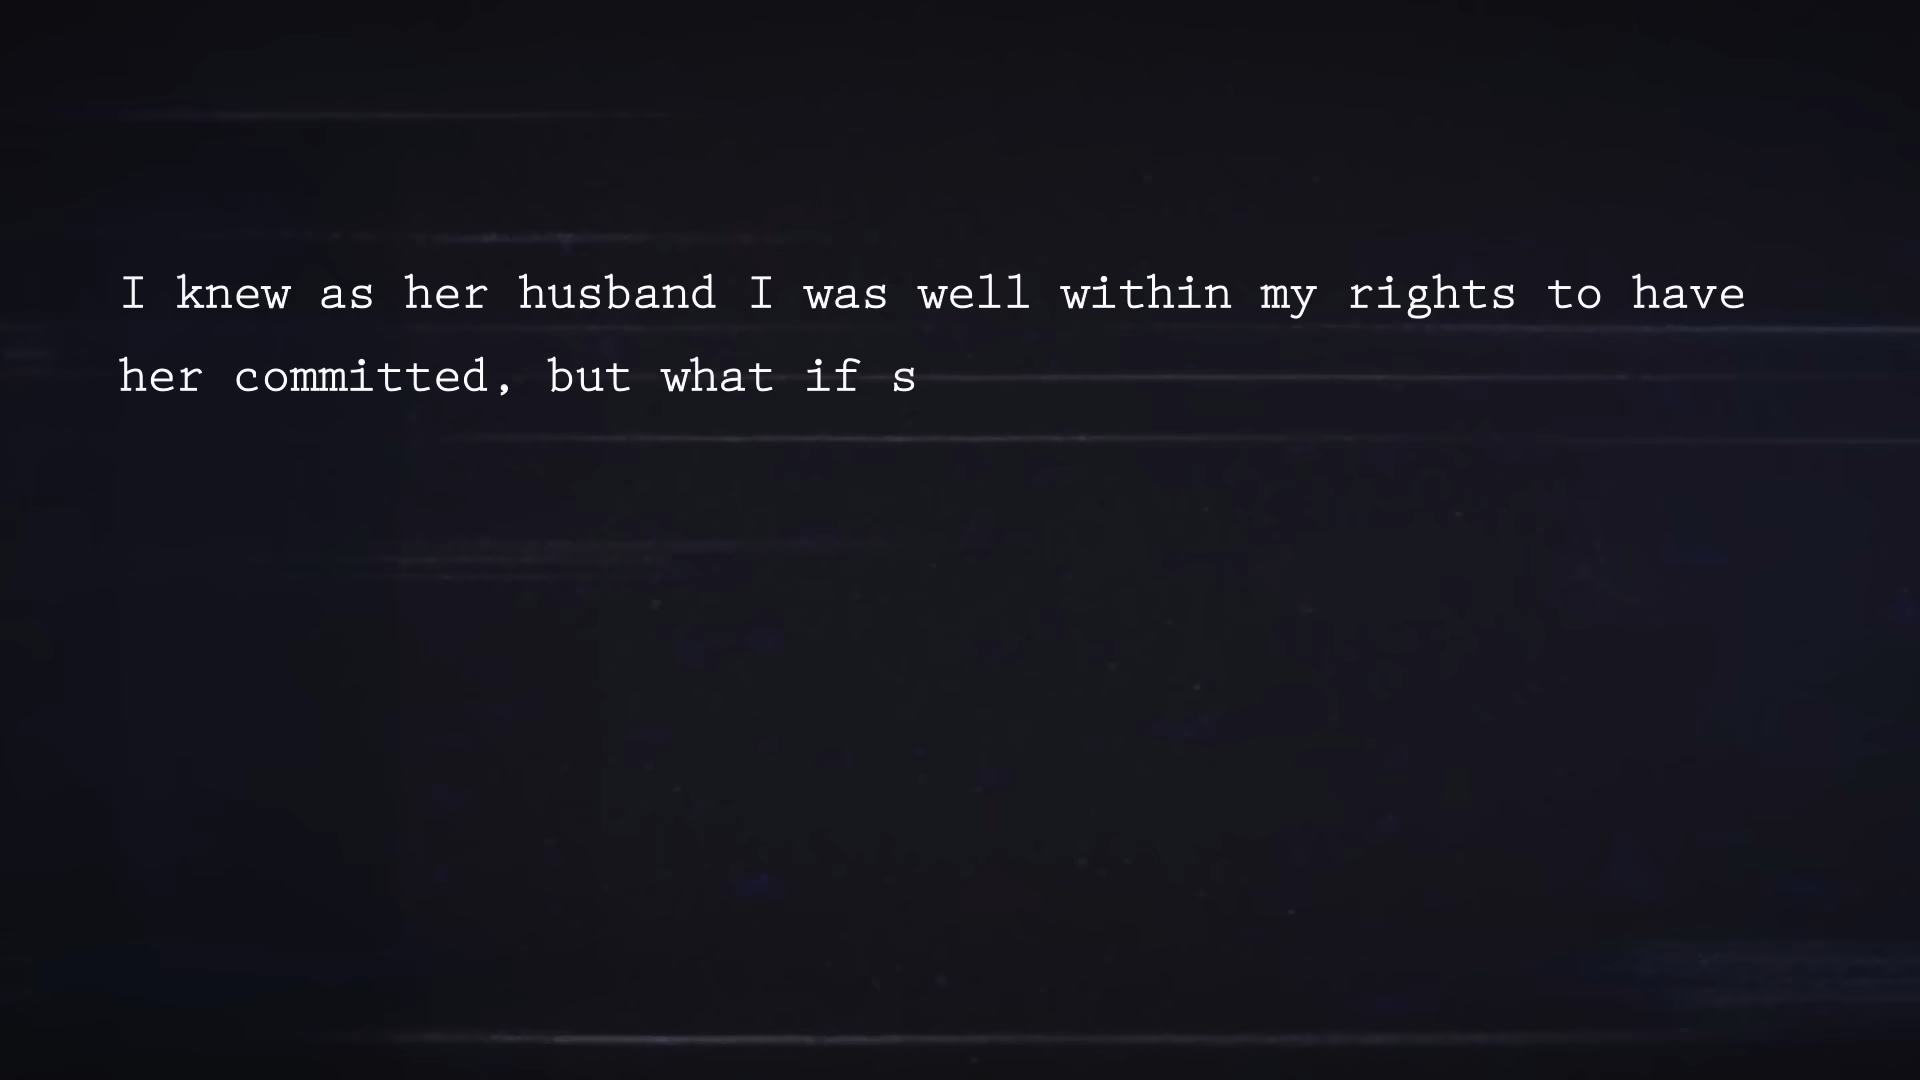 I knew as her husband I was well within my rights to have
her committed, but what if s